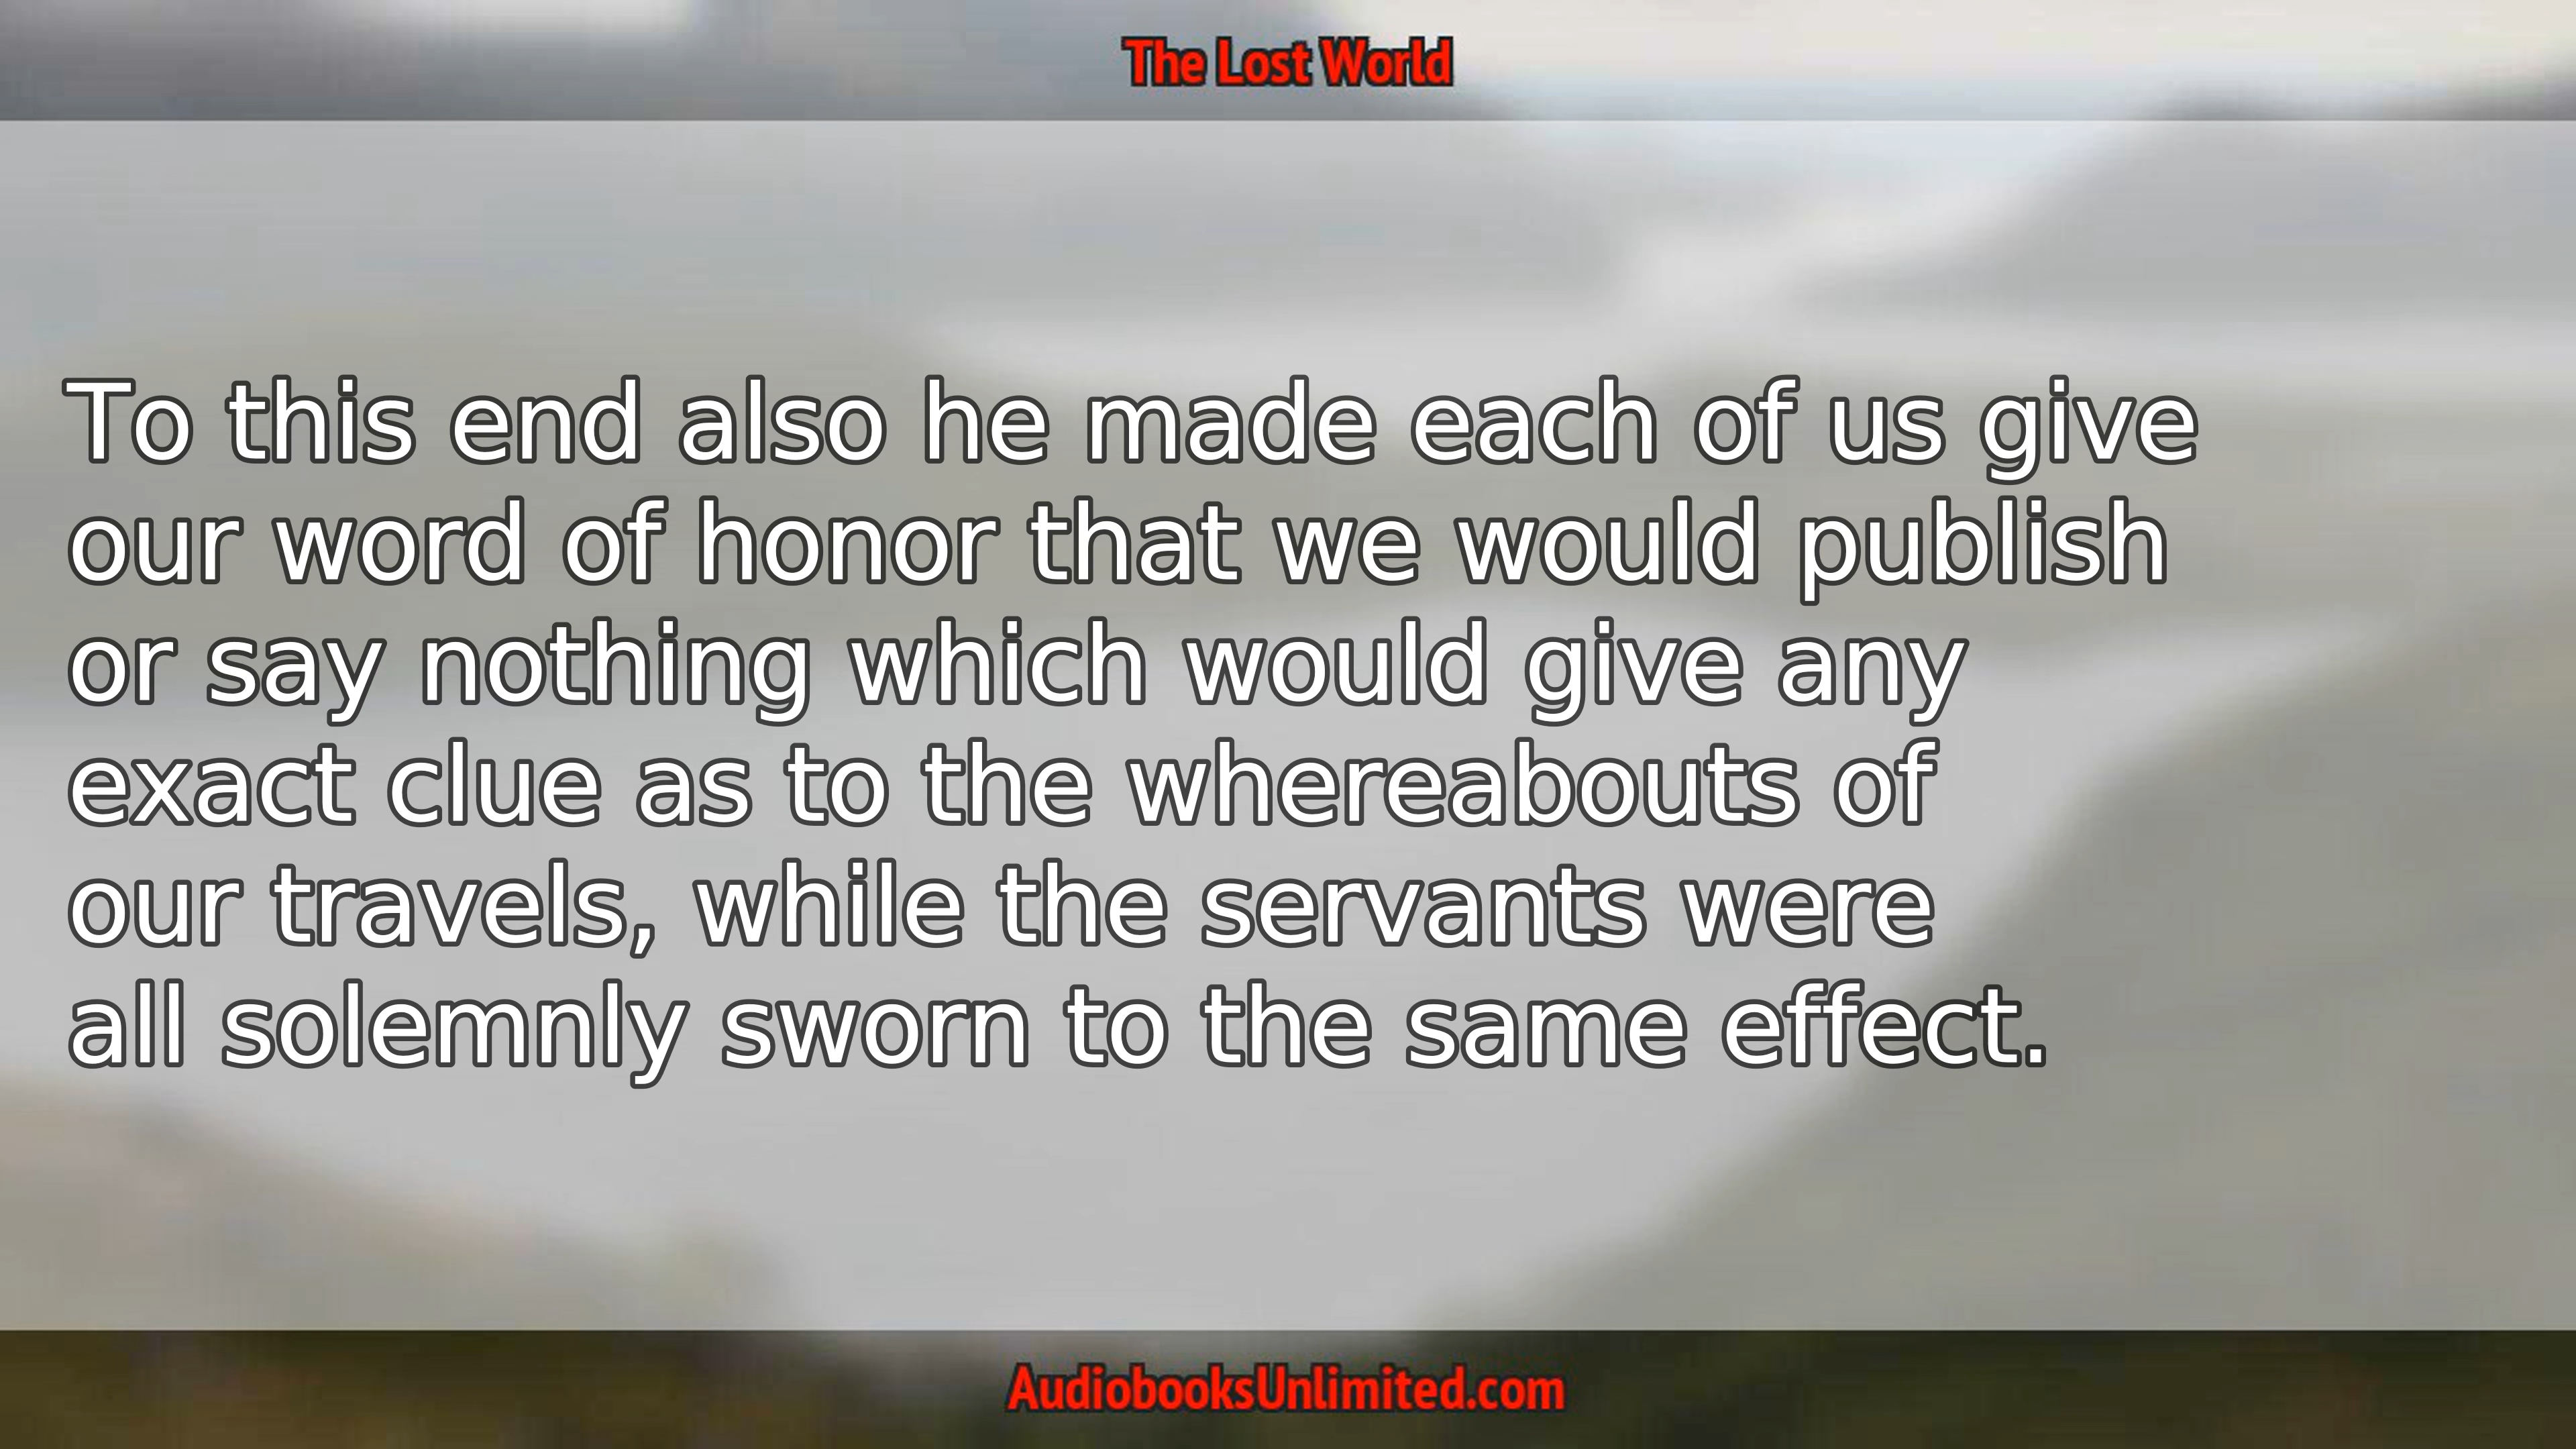 The Lost World
To this end also he made each of us give
our word of honor that we would publish
or say nothing which would give any
exact clue as to the whereabouts of
our travels, while the servants were
all solemnly sworn to the same effect.
AudiobooksUnlimited.com